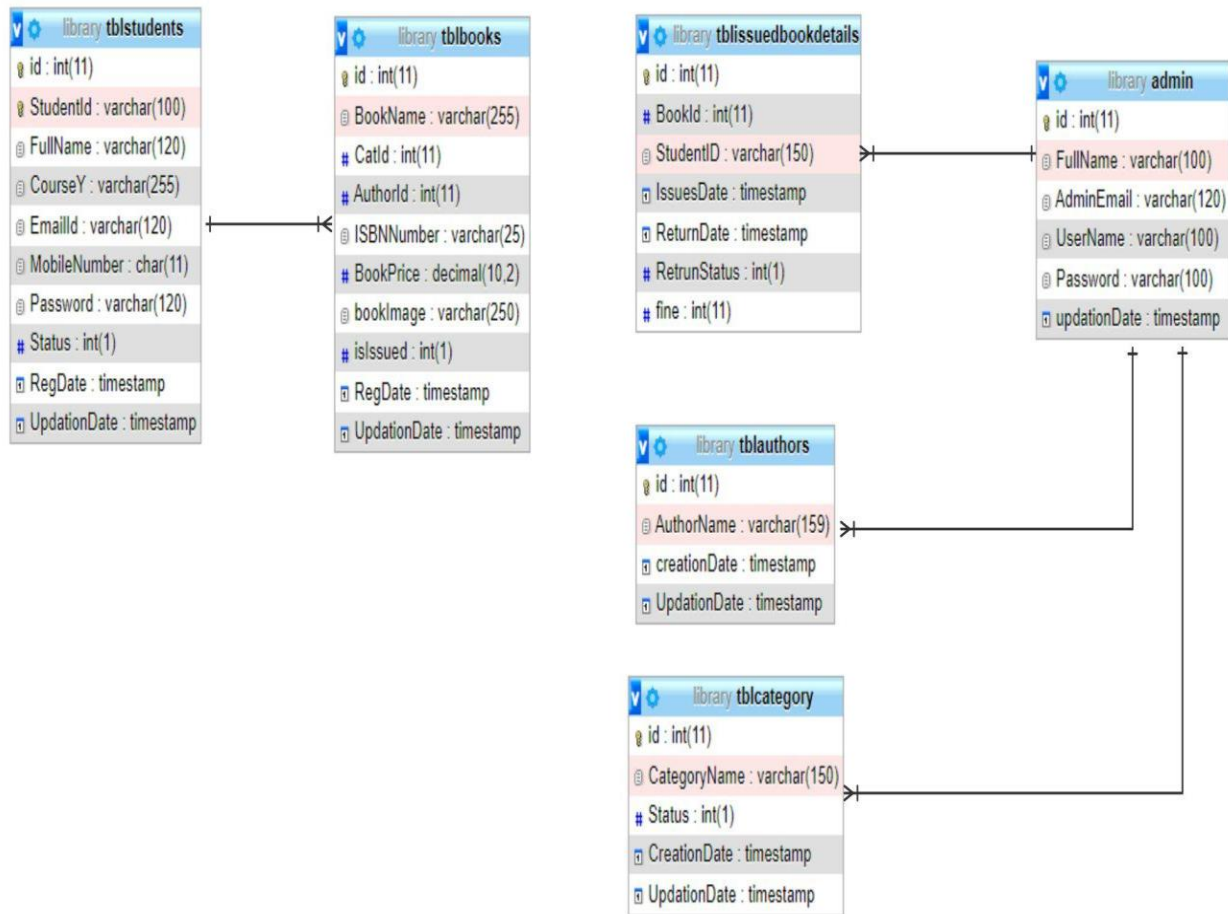 library tblstudents
id : int(11)
StudentId : varchar(100)
FullName : varchar(120)
CourseY : varchar(255)
EmailId : varchar(120)
MobileNumber : char(11)
Password : varchar(120)
# Status : int(1)
RegDate : timestamp
UpdationDate : timestamp
library tblbooks
id : int(11)
BookName : varchar(255)
# CatId : int(11)
# AuthorId : int(11)
ISBNNumber : varchar(25)
# BookPrice : decimal(10,2)
bookImage : varchar(250)
# isIssued : int(1)
RegDate : timestamp
UpdationDate : timestamp
library tblissuedbookdetails
id : int(11)
# BookId : int(11)
StudentID : varchar(150)
IssuesDate : timestamp
ReturnDate : timestamp
# RetrunStatus : int(1)
# fine : int(11)
library admin
id : int(11)
FullName : varchar(100)
AdminEmail : varchar(120)
UserName : varchar(100)
Password : varchar(100)
updationDate : timestamp
library tblauthors
id : int(11)
AuthorName : varchar(159)
creationDate : timestamp
UpdationDate : timestamp
library tblcategory
id : int(11)
CategoryName : varchar(150)
# Status : int(1)
CreationDate : timestamp
UpdationDate : timestamp